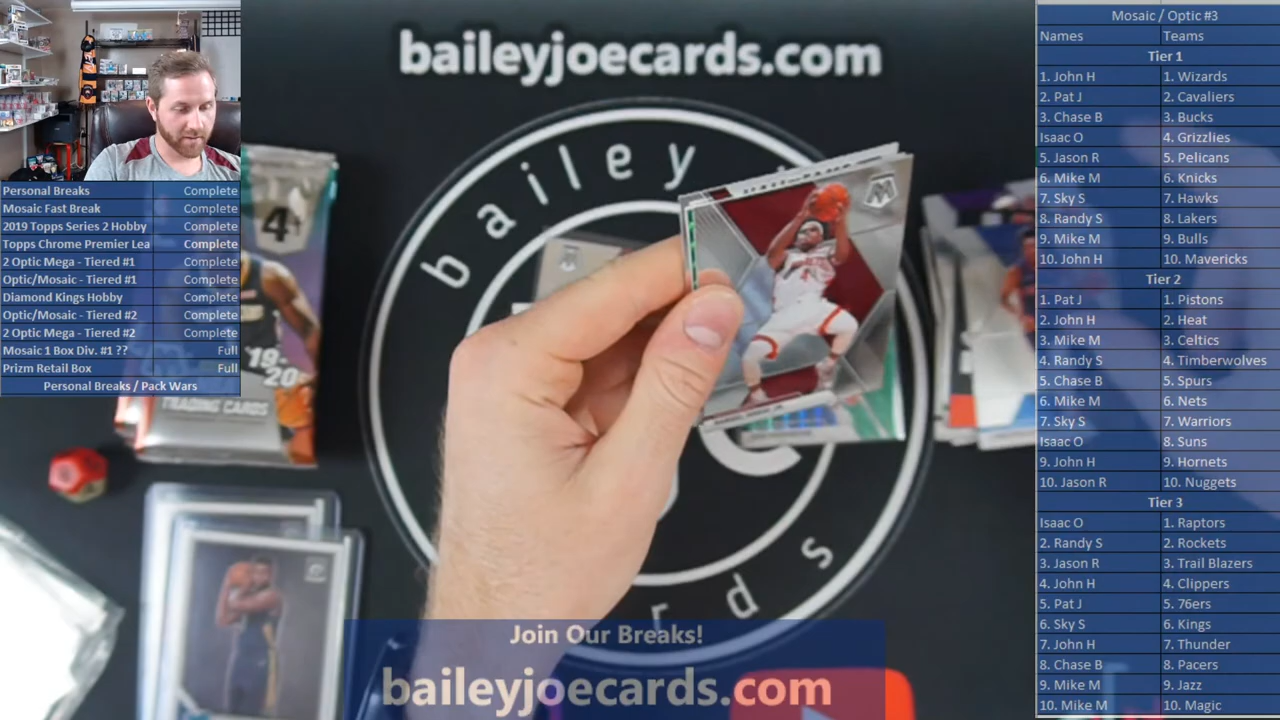 baileyjoecards.com
bailey
rds
4
19-
20
TRADING CARDS
M
Personal Breaks Complete
Mosaic Fast Break Complete
2019 Topps Series 2 Hobby Complete
Topps Chrome Premier Lea Complete
2 Optic Mega - Tiered #1 Complete
Optic/Mosaic - Tiered #1 Complete
Diamond Kings Hobby Complete
Optic/Mosaic - Tiered #2 Complete
2 Optic Mega - Tiered #2 Complete
Mosaic 1 Box Div. #1 ?? Full
Prizm Retail Box Full
Personal Breaks / Pack Wars
Join Our Breaks!
baileyjoecards.com
Mosaic / Optic #3
Names Teams
Tier 1
1. John H 1. Wizards
2. Pat J 2. Cavaliers
3. Chase B 3. Bucks
Isaac O 4. Grizzlies
5. Jason R 5. Pelicans
6. Mike M 6. Knicks
7. Sky S 7. Hawks
8. Randy S 8. Lakers
9. Mike M 9. Bulls
10. John H 10. Mavericks
Tier 2
1. Pat J 1. Pistons
2. John H 2. Heat
3. Mike M 3. Celtics
4. Randy S 4. Timberwolves
5. Chase B 5. Spurs
6. Mike M 6. Nets
7. Sky S 7. Warriors
Isaac O 8. Suns
9. John H 9. Hornets
10. Jason R 10. Nuggets
Tier 3
Isaac O 1. Raptors
2. Randy S 2. Rockets
3. Jason R 3. Trail Blazers
4. John H 4. Clippers
5. Pat J 5. 76ers
6. Sky S 6. Kings
7. John H 7. Thunder
8. Chase B 8. Pacers
9. Mike M 9. Jazz
10. Mike M 10. Magic